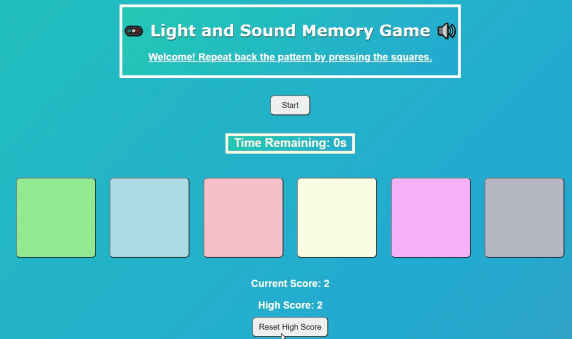 Light and Sound Memory Game
Welcome! Repeat back the pattern by pressing the squares.
Start
Time Remaining: 0s
Current Score: 2
High Score: 2
Reset High Score